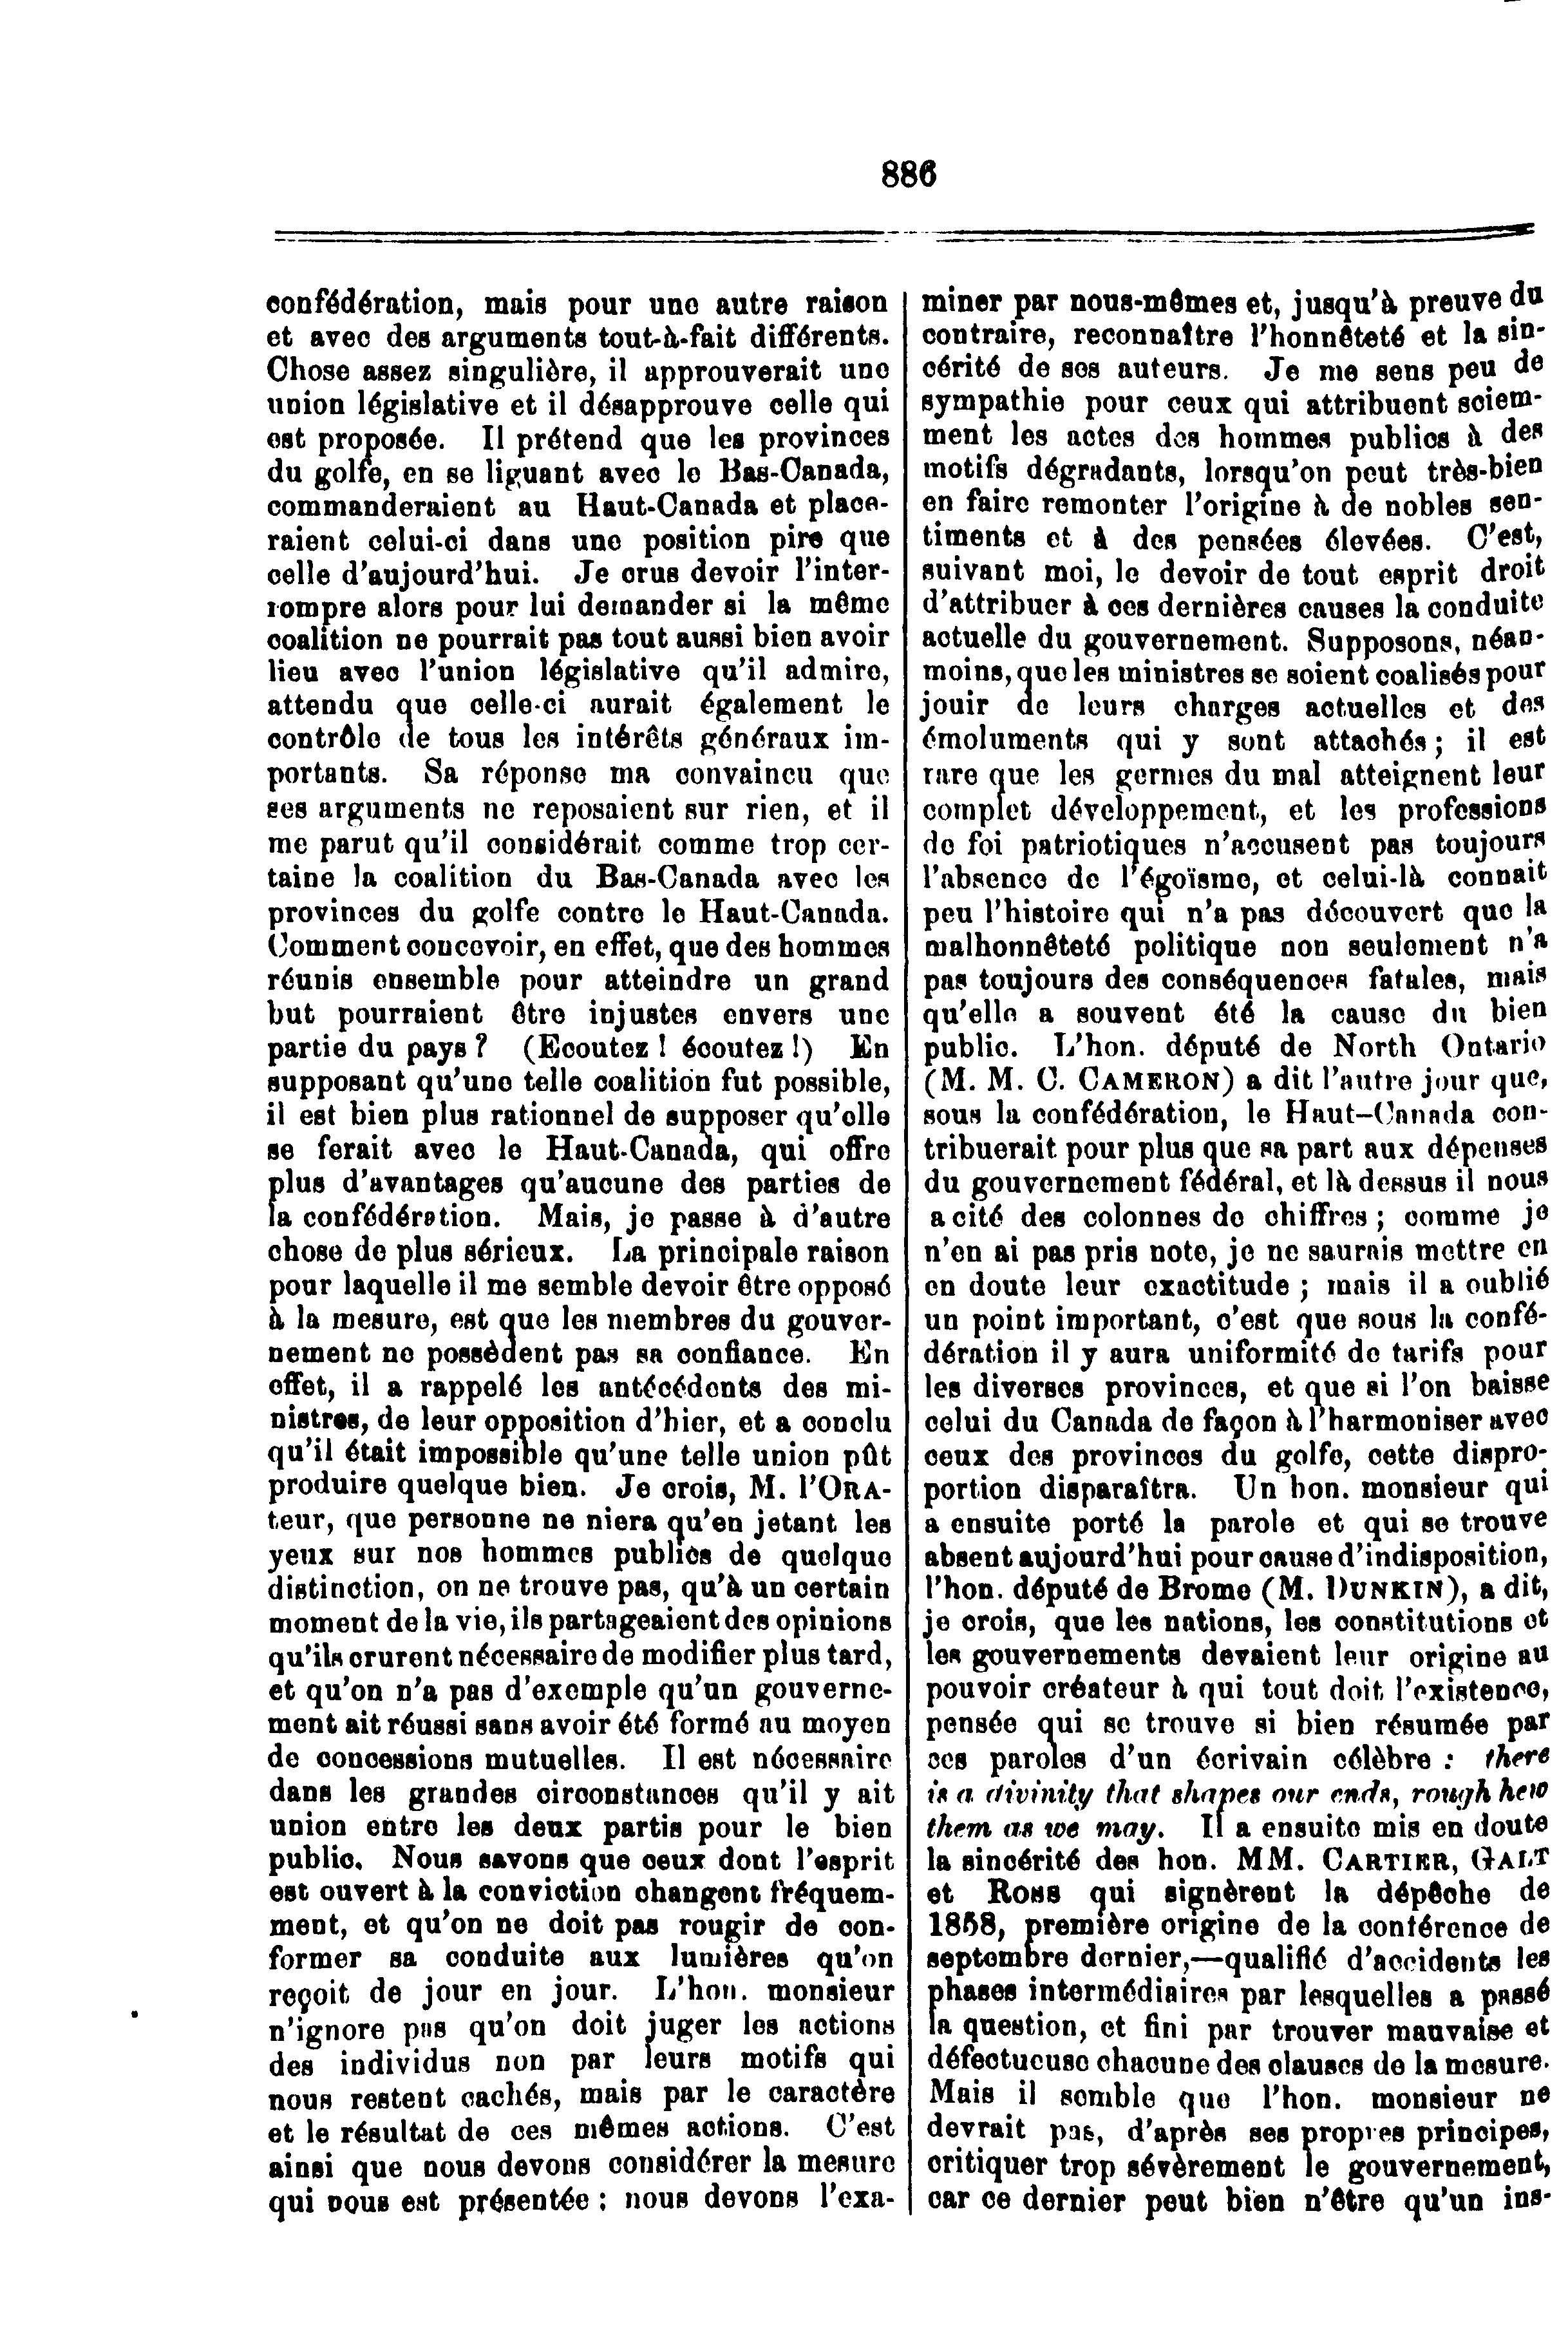 886
confédération, mais pour une autre raison
et avec des arguments tout-à-fait différents.
Chose assez singulière, il approuverait une
union législative et il désapprouve celle qui
est proposée. Il prétend que les provinces
du golfe, en se liguant avec le Bas-Canada,
commanderaient au Haut-Canada et place-
raient celui-ci dans une position pire que
celle d'aujourd'hui. Je crus devoir l'inter-
rompre alors pour lui demander si la même
coalition ne pourrait pas tout aussi bien avoir
lieu avec l'union législative qu'il admire,
attendu que celle-ci aurait également le
contrôle de tous les intérêts généraux im-
portants. Sa réponse ma convaincu que
ses arguments ne reposaient sur rien, et il
me parut qu'il considérait comme trop cer-
taine la coalition du Bas-Canada avec les
provinces du golfe contre le Haut-Canada.
Comment concevoir, en effet, que des hommes
réunis ensemble pour atteindre un grand
but pourraient être injustes envers une
partie du pays ? (Ecoutez ! écoutez !) En
supposant qu'une telle coalition fut possible,
il est bien plus rationnel de supposer qu'elle
se ferait avec le Haut-Canada, qui offre
plus d'avantages qu'aucune des parties de
la confédération. Mais, je passe à d'autre
chose de plus sérieux. La principale raison
pour laquelle il me semble devoir être opposé
à la mesure, est que les membres du gouver-
nement ne possèdent pas sa confiance. En
effet, il a rappelé les antécédents des mi-
nistres, de leur opposition d'hier, et a conclu
qu'il était impossible qu'une telle union pût
produire quelque bien. Je crois, M. l'ORA-
teur, que personne ne niera qu'en jetant les
yeux sur nos hommes publics de quelque
distinction, on ne trouve pas, qu'à un certain
moment de la vie, ils partageaient des opinions
qu'ils crurent nécessaire de modifier plus tard,
et qu'on n'a pas d'exemple qu'un gouverne-
ment ait réussi sans avoir été formé au moyen
de concessions mutuelles. Il est nécessaire
dans les grandes circonstances qu'il y ait
union entre les deux partis pour le bien
public. Nous savons que ceux dont l'esprit
est ouvert à la conviction changent fréquem-
ment, et qu'on ne doit pas rougir de con-
former sa conduite aux lumières qu'on
reçoit de jour en jour. L'hon. monsieur
n'ignore pas qu'on doit juger les actions
des individus non par leurs motifs qui
nous restent cachés, mais par le caractère
et le résultat de ces mêmes actions. C'est
ainsi que nous devons considérer la mesure
qui nous est présentée ; nous devons l'exa-
miner par nous-mêmes et, jusqu'à preuve du
contraire, reconnaître l'honnêteté et la sin-
cérité de ses auteurs. Je me sens peu de
sympathie pour ceux qui attribuent sciem-
ment les actes des hommes publics à des
motifs dégradants, lorsqu'on peut très-bien
en faire remonter l'origine à de nobles sen-
timents et à des pensées élevées. C'est,
suivant moi, le devoir de tout esprit droit
d'attribuer à ces dernières causes la conduite
actuelle du gouvernement. Supposons, néan-
moins, que les ministres se soient coalisés pour
jouir de leurs charges actuelles et des
émoluments qui y sont attachés ; il est
rare que les germes du mal atteignent leur
complet développement, et les professions
de foi patriotiques n'accusent pas toujours
l'absence de l'égoïsme, et celui-là connait
peu l'histoire qui n'a pas découvert que la
malhonnêteté politique non seulement n'a
pas toujours des conséquences fatales, mais
qu'elle a souvent été la cause du bien
public. L'hon. député de North Ontario
(M. M. C. CAMERON) a dit l'autre jour que,
sous la confédération, le Haut-Canada con-
tribuerait pour plus que sa part aux dépenses
du gouvernement fédéral, et là dessus il nous
a cité des colonnes de chiffres ; comme je
n'en ai pas pris note, je ne saurais mettre en
en doute leur exactitude ; mais il a oublié
un point important, c'est que sous la confé-
dération il y aura uniformité de tarifs pour
les diverses provinces, et que si l'on baisse
celui du Canada de façon à l'harmoniser avec
ceux des provinces du golfe, cette dispro-
portion disparaîtra. Un hon. monsieur qui
a ensuite porté la parole et qui se trouve
absent aujourd'hui pour cause d'indisposition,
l'hon. député de Brome (M. DUNKIN), a dit,
je crois, que les nations, les constitutions et
les gouvernements devaient leur origine au
pouvoir créateur à qui tout doit l'existence,
pensée qui se trouve si bien résumée par
ces paroles d'un écrivain célèbre : there
is a divinity that shapes our ends, rough hew
them as we may. Il a ensuite mis en doute
la sincérité des hon. MM. CARTIER, GALT
et ROSS qui signèrent la dépêche de
1858, première origine de la conférence de
septembre dernier,—qualifié d'accidents les
phases intermédiaires par lesquelles a passé
la question, et fini par trouver mauvaise et
défectueuse chacune des clauses de la mesure.
Mais il semble que l'hon. monsieur ne
devrait pas, d'après ses propres principes,
critiquer trop sévèrement le gouvernement,
car ce dernier peut bien n'être qu'un ins-